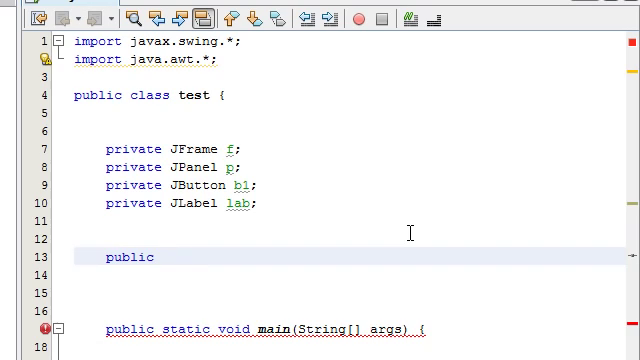 1 import javax.swing.*;
import java.awt.*;
3
4 public class test {
5
6
7 private JFrame f;
8 private JPanel p;
9 private JButton b1;
10 private JLabel lab;
11
12
13 public
14
15
16
public static void main(String[] args) {
18